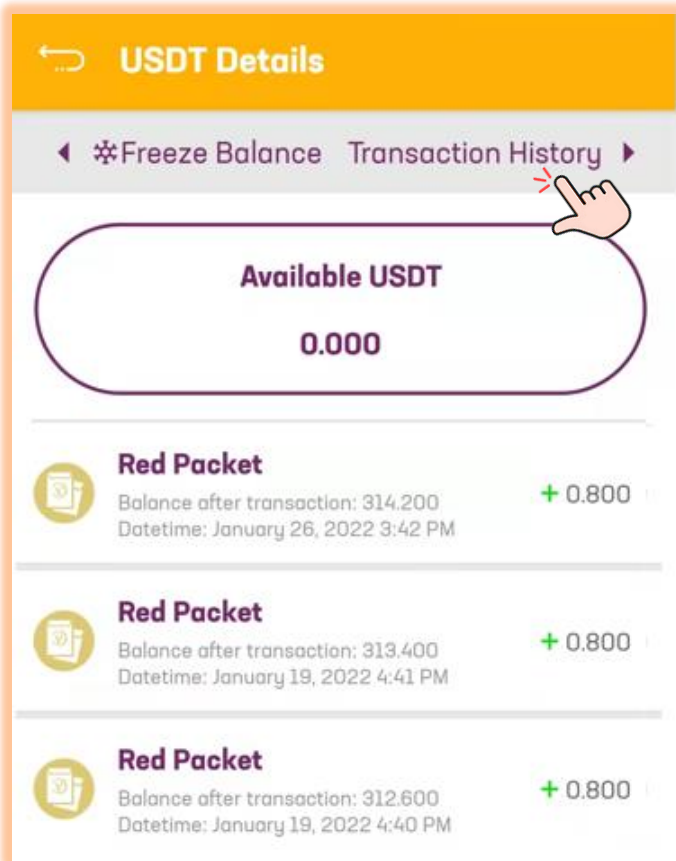 USDT Details
Freeze Balance Transaction History
Available USDT
0.000
Red Packet
Balance after transaction: 314.200
Datetime: January 26, 2022 3:42 PM
+ 0.800
Red Packet
Balance after transaction: 313.400
Datetime: January 19, 2022 4:41 PM
+ 0.800
Red Packet
Balance after transaction: 312.600
Datetime: January 19, 2022 4:40 PM
+ 0.800